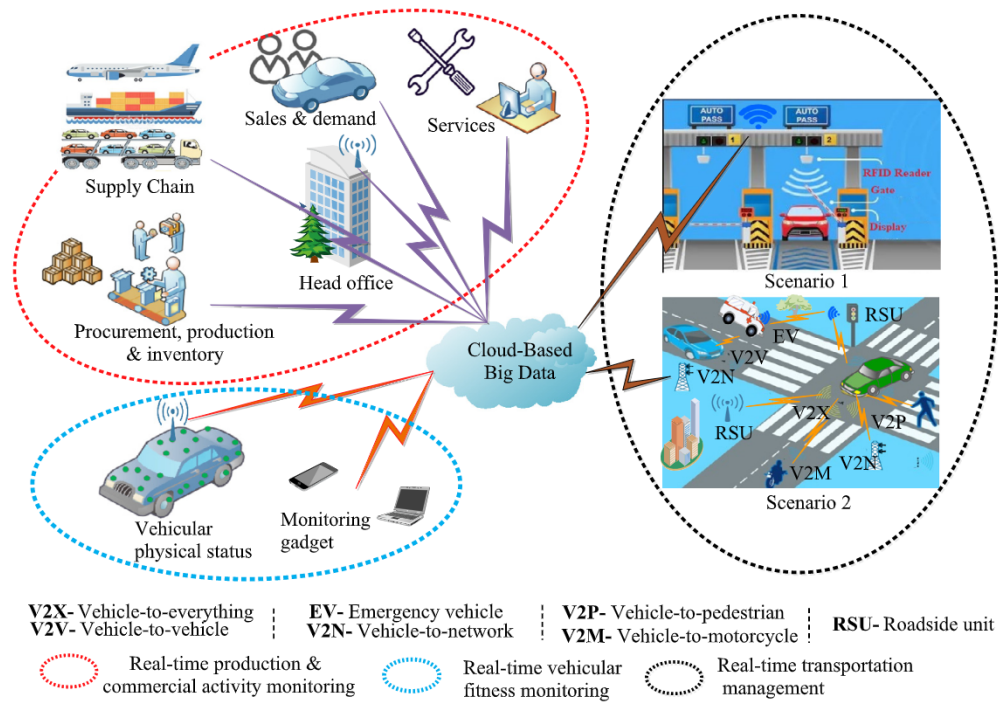 Supply Chain
Sales & demand
Services
Head office
Procurement, production
& inventory
Cloud-Based
Big Data
Vehicular
physical status
Monitoring
gadget
AUTO
PASS
1
AUTO
PASS
2
RFID Reader
Gate
Display
Scenario 1
EV
RSU
V2V
V2N
V2X
V2P
RSU
V2N
V2M
Scenario 2
V2X- Vehicle-to-everything
V2V- Vehicle-to-vehicle
EV- Emergency vehicle
V2N- Vehicle-to-network
V2P- Vehicle-to-pedestrian
V2M- Vehicle-to-motorcycle
RSU- Roadside unit
Real-time production &
commercial activity monitoring
Real-time vehicular
fitness monitoring
Real-time transportation
management